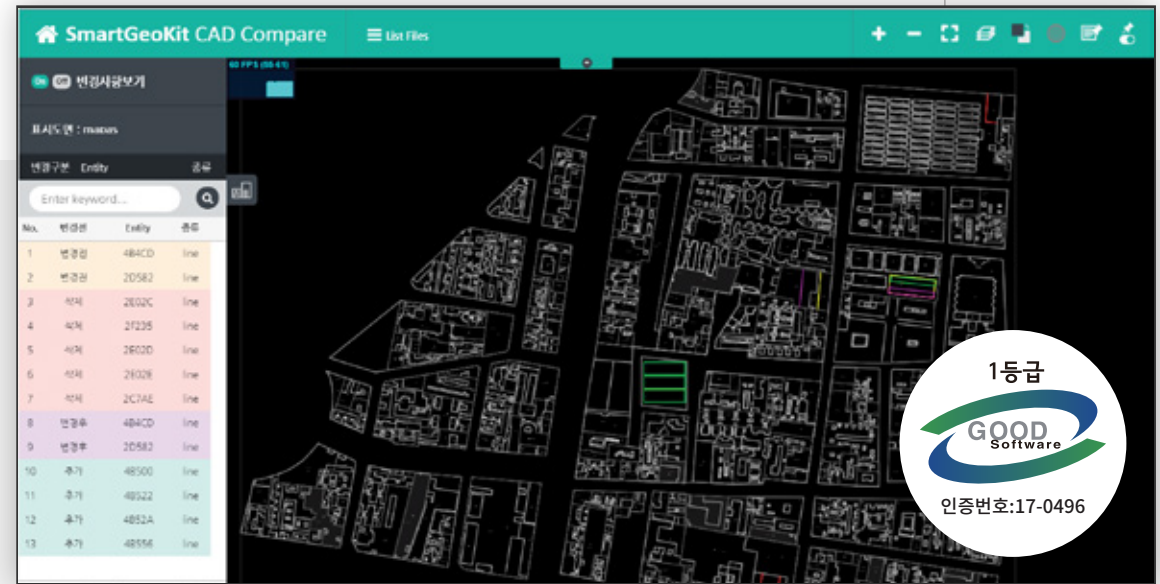 SmartGeoKit CAD Compare
List Files
60 FPS
변경사항보기
표시도면 :
변경구분 Entity 종류
Enter keyword...
No. Entity 종류
1 변경전 4B4CD line
2 변경전 2D582 line
3 삭제 2E02C line
4 삭제 2F235 line
5 삭제 2E02D line
6 삭제 2E02E line
7 삭제 2C7AE line
8 변경후 4B4CD line
9 변경후 2D582 line
10 추가 4B500 line
11 추가 4B522 line
12 추가 4B52A line
13 추가 4B556 line
1등급
GOOD
Software
인증번호:17-0496